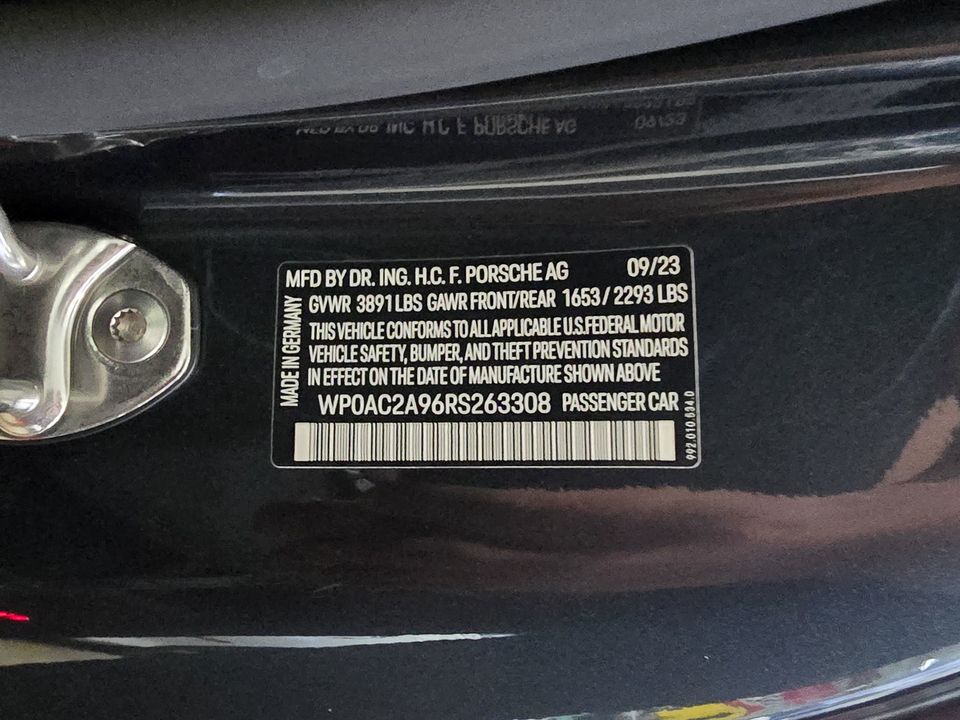 MFD BY DR. ING. H.C. F. PORSCHE AG 09/23
GVWR 3891 LBS GAWR FRONT/REAR 1653 / 2293 LBS
THIS VEHICLE CONFORMS TO ALL APPLICABLE U.S.FEDERAL MOTOR
VEHICLE SAFETY, BUMPER, AND THEFT PREVENTION STANDARDS
IN EFFECT ON THE DATE OF MANUFACTURE SHOWN ABOVE
WP0AC2A96RS263308 PASSENGER CAR
MADE IN GERMANY
992.010.634.0